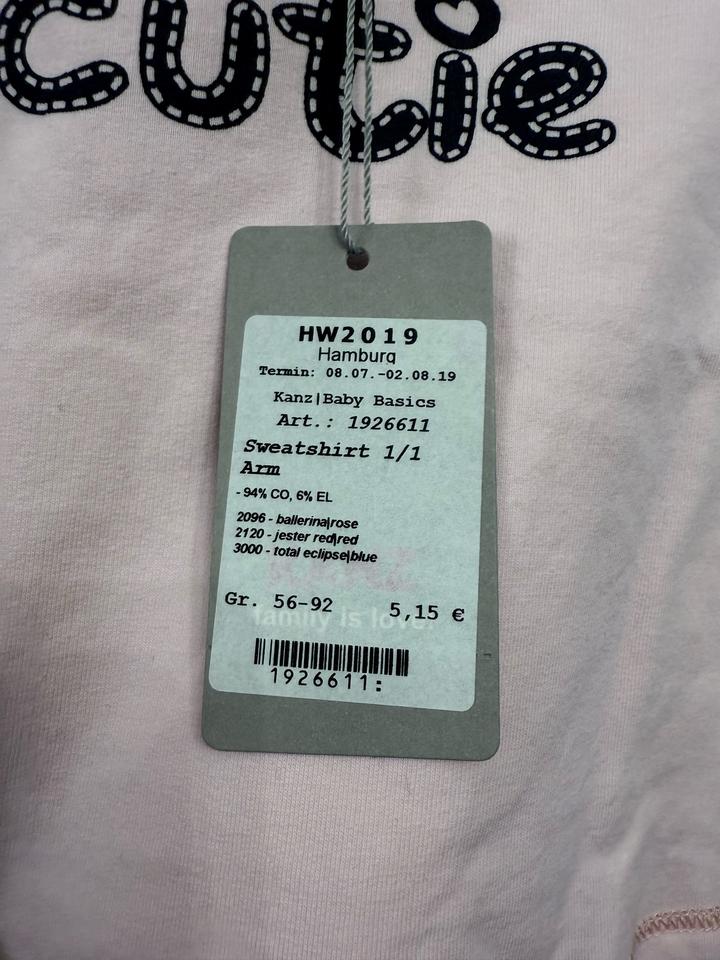 cutie
HW2019
Hamburg
Termin: 08.07.-02.08.19
Kanz|Baby Basics
Art.: 1926611
Sweatshirt 1/1
Arm
- 94% CO, 6% EL
2096 - ballerina|rose
2120 - jester red|red
3000 - total eclipse|blue
Gr. 56-92 5,15 €
family is love
1926611: